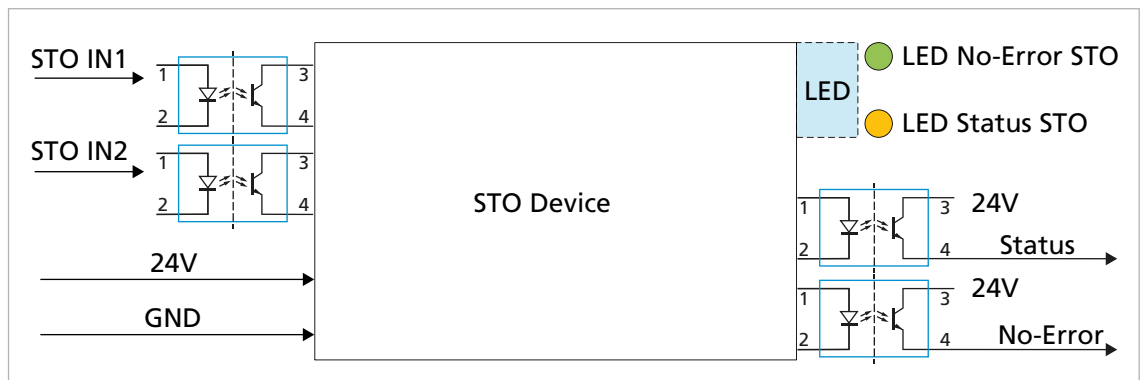 STO IN1
1
2
3
4
STO IN2
1
2
3
4
24V
GND
STO Device
LED
LED No-Error STO
LED Status STO
1
2
3
4
24V
Status
1
2
3
4
24V
No-Error